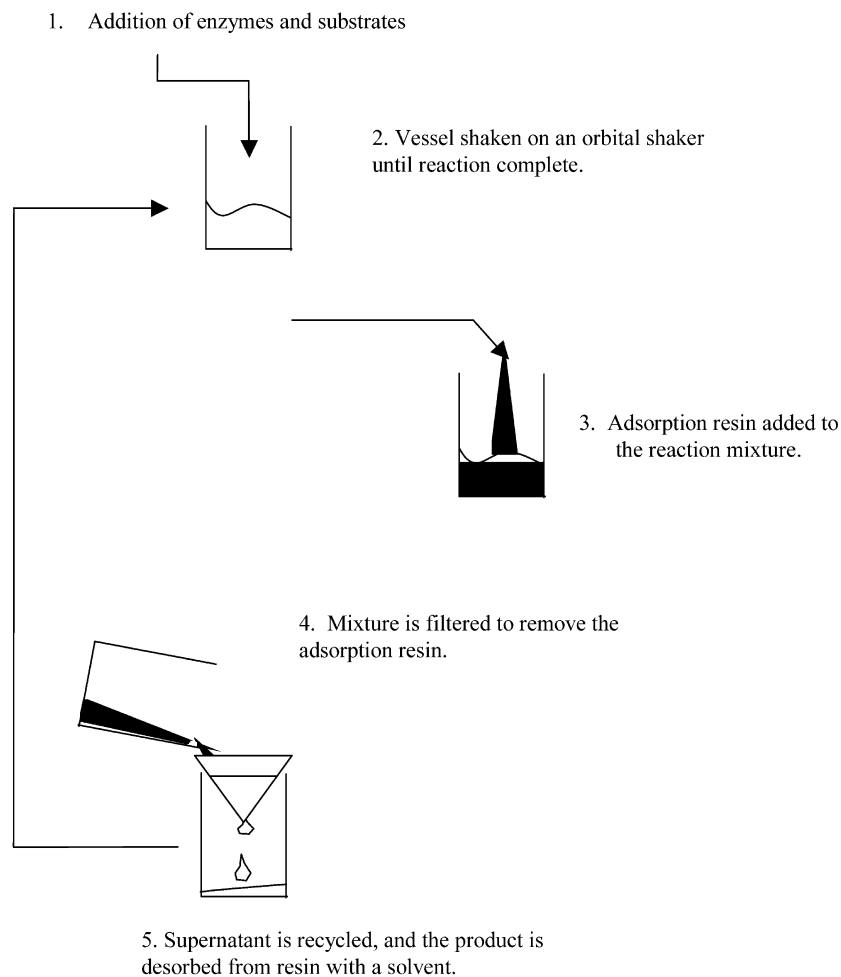 1. Addition of enzymes and substrates
2. Vessel shaken on an orbital shaker
until reaction complete.
3. Adsorption resin added to
the reaction mixture.
4. Mixture is filtered to remove the
adsorption resin.
5. Supernatant is recycled, and the product is
desorbed from resin with a solvent.